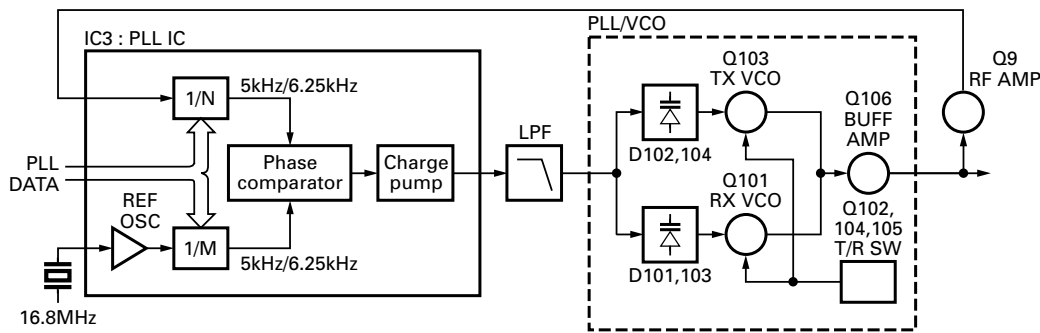 PLL/VCO
IC3 : PLL IC
Q103
TX VCO
Q9
RF AMP
5kHz/6.25kHz
1/N
Q106
BUFF
AMP
LPF
D102,104
PLL
DATA
Phase
comparator
Charge
pump
Q101
RX VCO
REF
OSC
Q102,
104,105
T/R SW
1/M
5kHz/6.25kHz
D101,103
16.8MHz